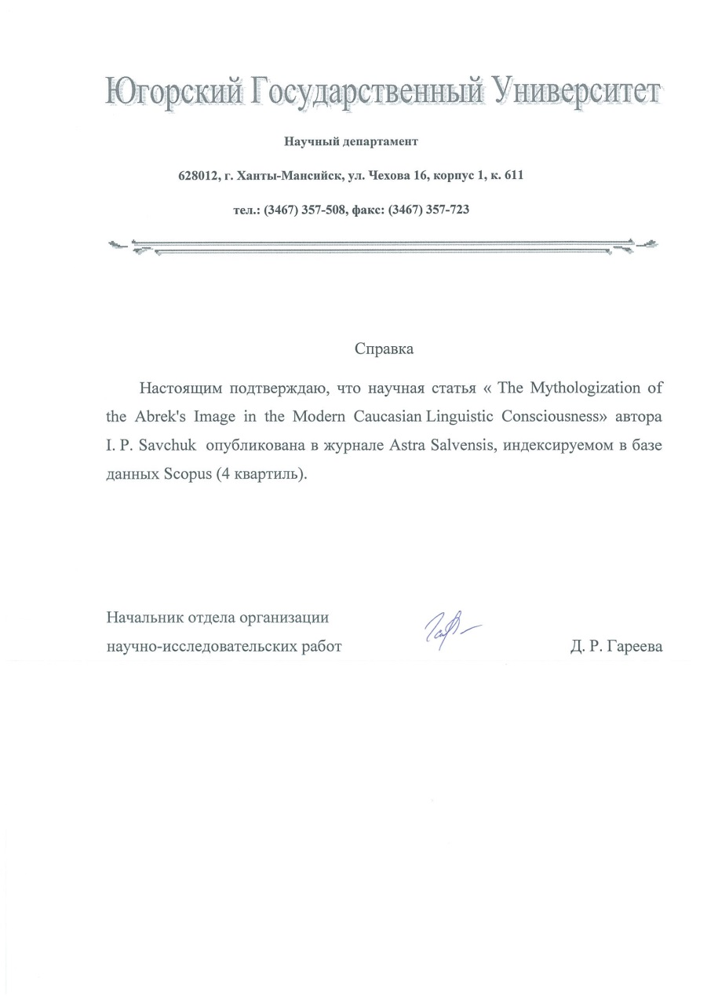 Югорский Государственный Университет
Научный департамент
628012, г. Ханты-Мансийск, ул. Чехова 16, корпус 1, к. 611
тел.: (3467) 357-508, факс: (3467) 357-723
Справка
Настоящим подтверждаю, что научная статья « The Mythologization of
the Abrek's Image in the Modern Caucasian Linguistic Consciousness» автора
I. P. Savchuk опубликована в журнале Astra Salvensis, индексируемом в базе
данных Scopus (4 квартиль).
Начальник отдела организации
научно-исследовательских работ Д. Р. Гареева